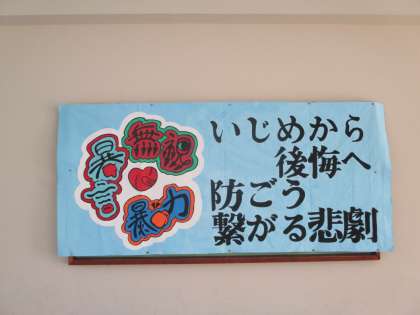 無視
暴言
暴力
いじめから
後悔へ
防ごう
繋がる悲劇